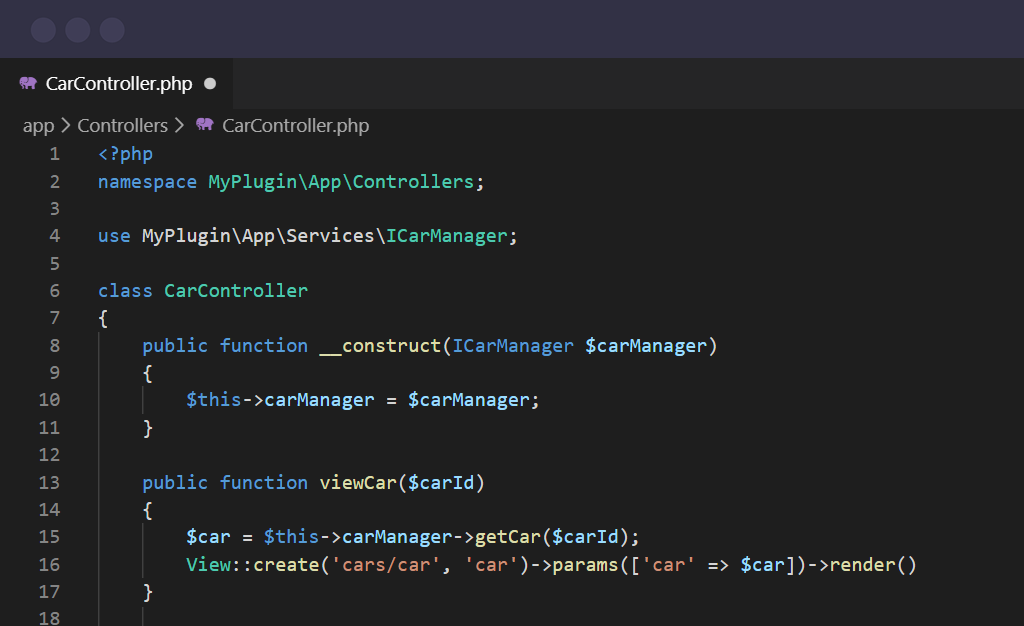 CarController.php
app > Controllers > CarController.php
1 <?php
2 namespace MyPlugin\App\Controllers;
3
4 use MyPlugin\App\Services\ICarManager;
5
6 class CarController
7 {
8     public function __construct(ICarManager $carManager)
9     {
10         $this->carManager = $carManager;
11     }
12
13     public function viewCar($carId)
14     {
15         $car = $this->carManager->getCar($carId);
16         View::create('cars/car', 'car')->params(['car' => $car])->render()
17     }
18